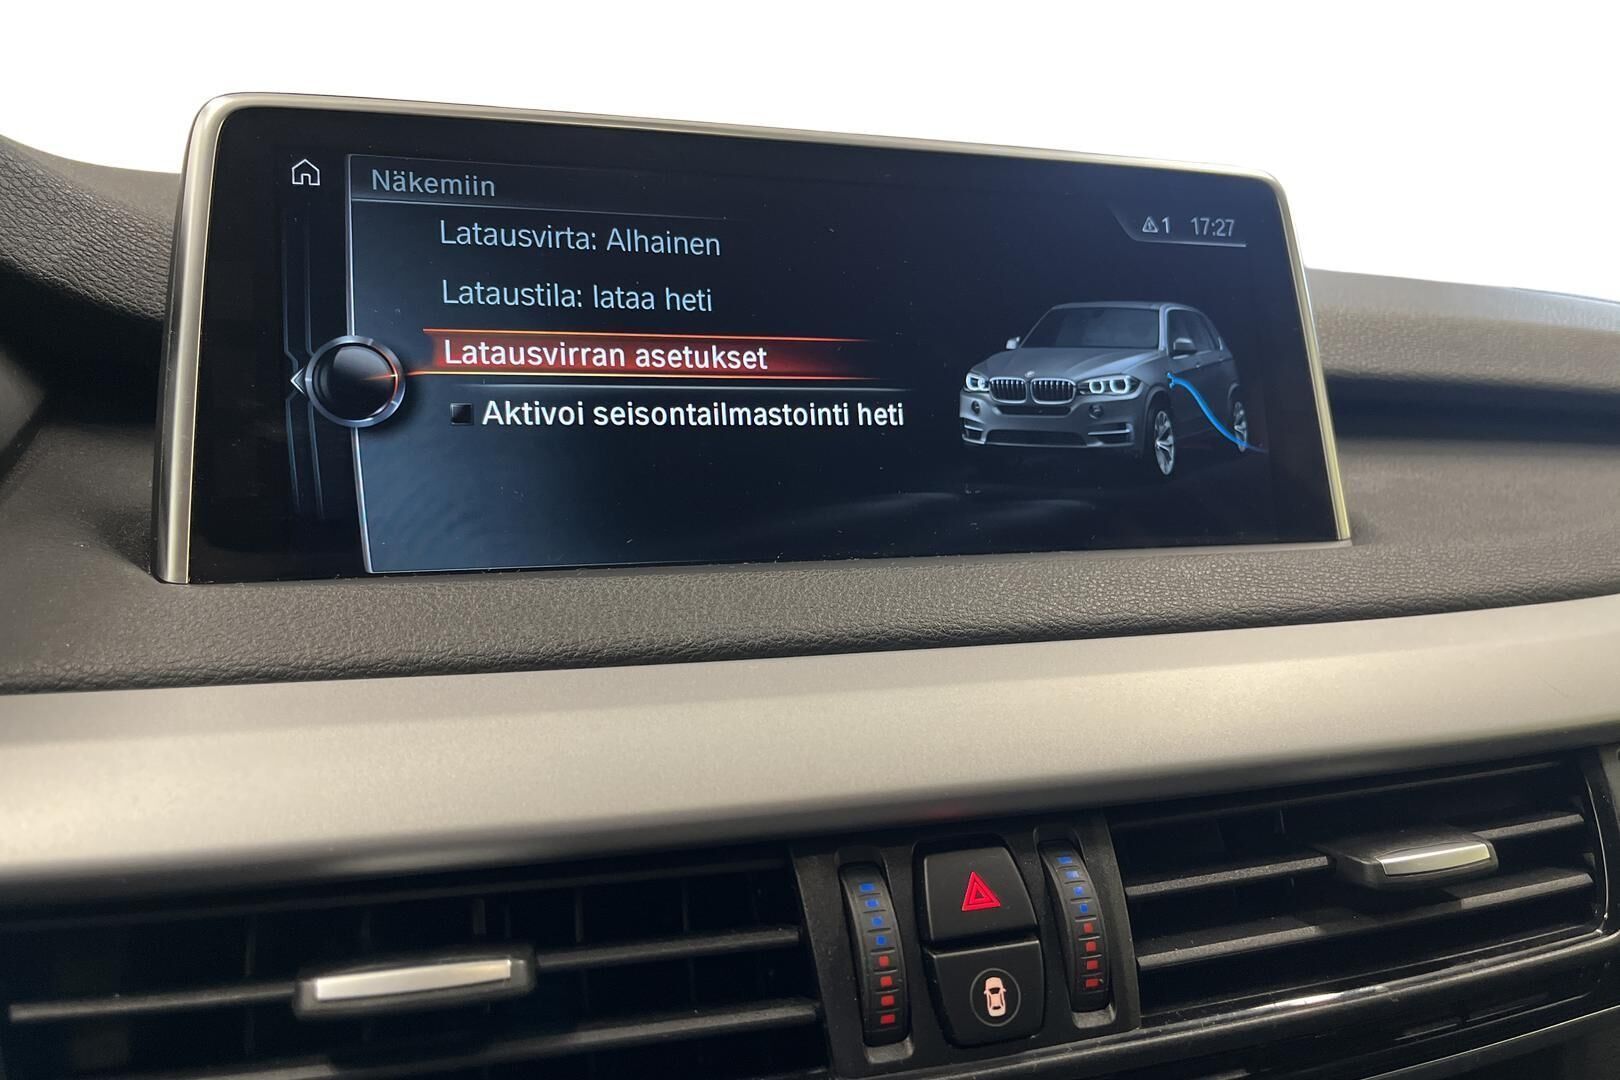 Näkemiin
1 17:27
Latausvirta: Alhainen
Lataustila: lataa heti
Latausvirran asetukset
Aktivoi seisontailmastointi heti